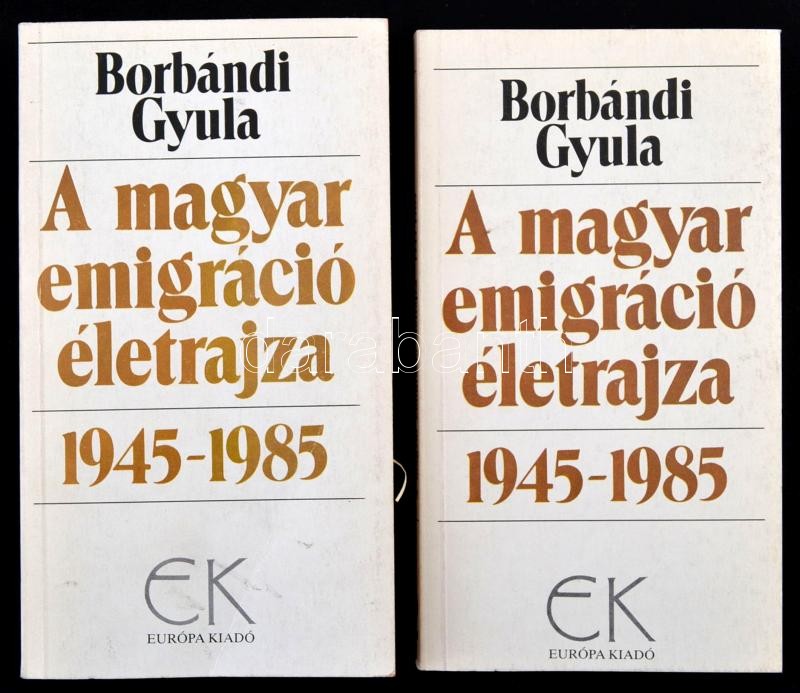 Borbándi
Gyula
A magyar
emigráció
életrajza
1945-1985
EK
EURÓPA KIADÓ
Borbándi
Gyula
A magyar
emigráció
életrajza
1945-1985
EK
EURÓPA KIADÓ
darabanth